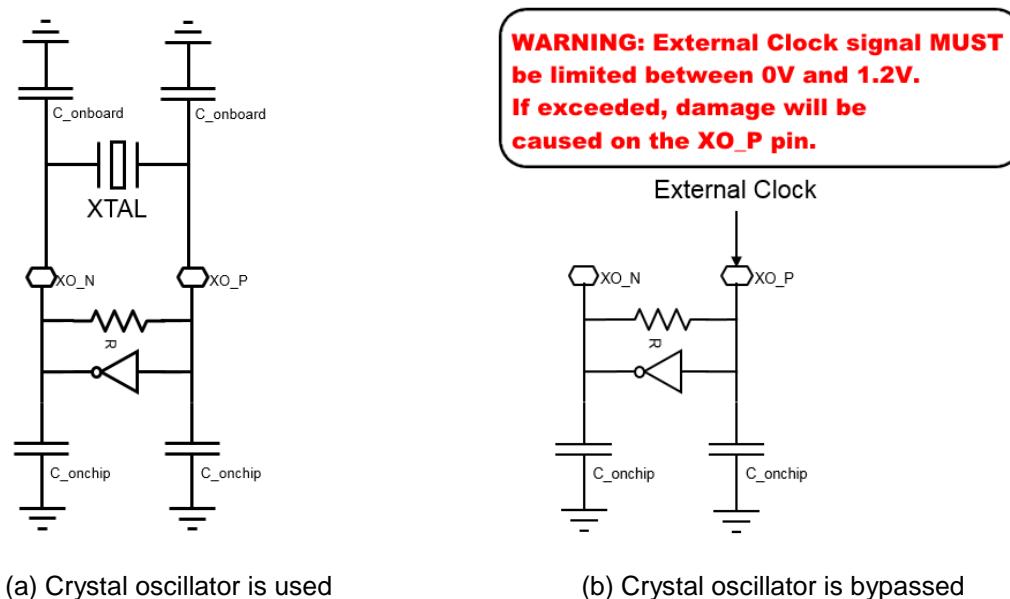 WARNING: External Clock signal MUST
be limited between 0V and 1.2V.
If exceeded, damage will be
caused on the XO_P pin.
C_onboard
C_onboard
XTAL
External Clock
XO_N
XO_P
XO_N
XO_P
R
R
C_onchip
C_onchip
C_onchip
C_onchip
(a) Crystal oscillator is used
(b) Crystal oscillator is bypassed